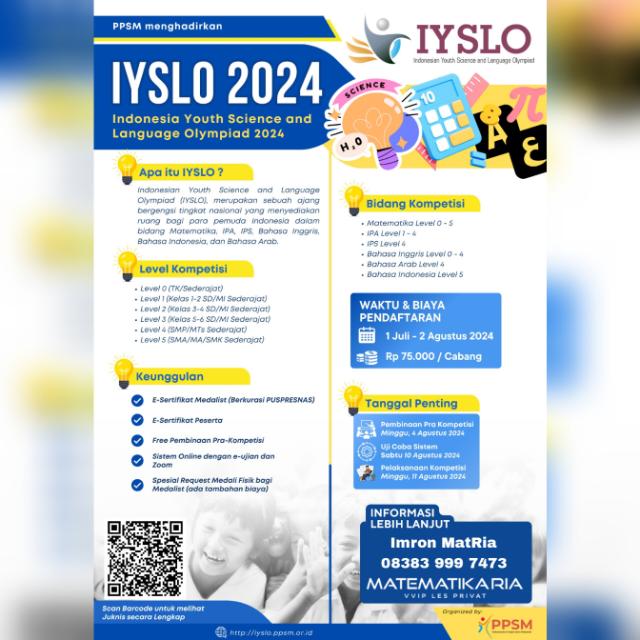 PPSM menghadirkan
IYSLO
Indonesian Youth Science and Language Olympiad
IYSLO 2024
Indonesia Youth Science and
Language Olympiad 2024
SCIENCE
H₂O
10
π
A
8
ε
Apa itu IYSLO ?
Indonesian Youth Science and Language
Olympiad (IYSLO), merupakan sebuah ajang
bergengsi tingkat nasional yang menyediakan
ruang bagi para pemuda Indonesia dalam
bidang Matematika, IPA, IPS, Bahasa Inggris,
Bahasa Indonesia, dan Bahasa Arab.
Level Kompetisi
• Level 0 (TK/Sederajat)
• Level 1 (Kelas 1-2 SD/MI Sederajat)
• Level 2 (Kelas 3-4 SD/MI Sederajat)
• Level 3 (Kelas 5-6 SD/MI Sederajat)
• Level 4 (SMP/MTs Sederajat)
• Level 5 (SMA/MA/SMK Sederajat)
Keunggulan
E-Sertifikat Medalist (Berkurasi PUSPRESNAS)
E-Sertifikat Peserta
Free Pembinaan Pra-Kompetisi
Sistem Online dengan e-ujian dan
Zoom
Spesial Request Medali Fisik bagi
Medalist (ada tambahan biaya)
Scan Barcode untuk melihat
Juknis secara Lengkap
Bidang Kompetisi
• Matematika Level 0 - 5
• IPA Level 1 - 4
• IPS Level 4
• Bahasa Inggris Level 0 - 4
• Bahasa Arab Level 4
• Bahasa Indonesia Level 5
WAKTU & BIAYA
PENDAFTARAN
1 Juli - 2 Agustus 2024
Rp 75.000 / Cabang
Tanggal Penting
Pembinaan Pra Kompetisi
Minggu, 4 Agustus 2024
Uji Coba Sistem
Sabtu 10 Agustus 2024
Pelaksanaan Kompetisi
Minggu, 11 Agustus 2024
INFORMASI
LEBIH LANJUT
Imron MatRia
08383 999 7473
MATEMATIKARIA
VVIP LES PRIVAT
http://iyslo.ppsm.or.id
Organized by:
PPSM